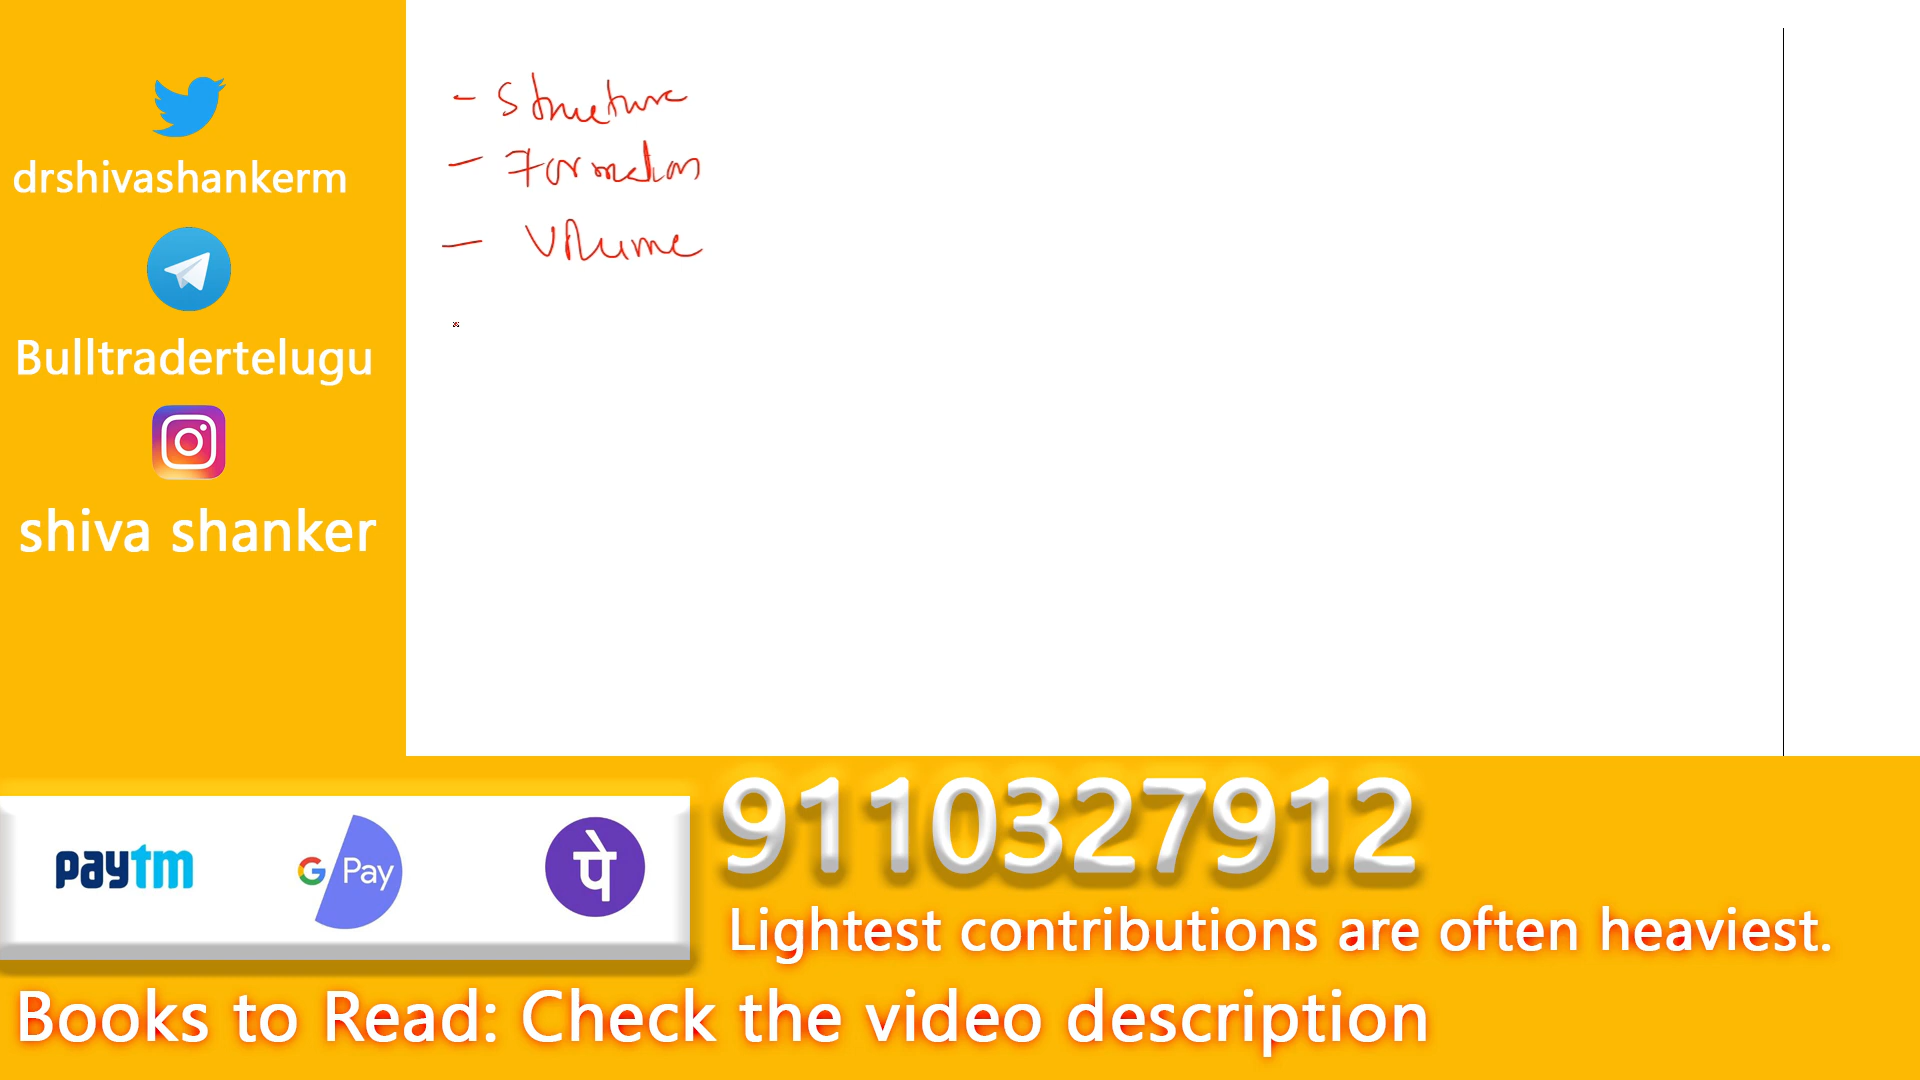 - Structure
- Formation
- Volume
drshivashankerm
Bulltradertelugu
shiva shanker
paytm
G Pay
पे
9110327912
Lightest contributions are often heaviest.
Books to Read: Check the video description